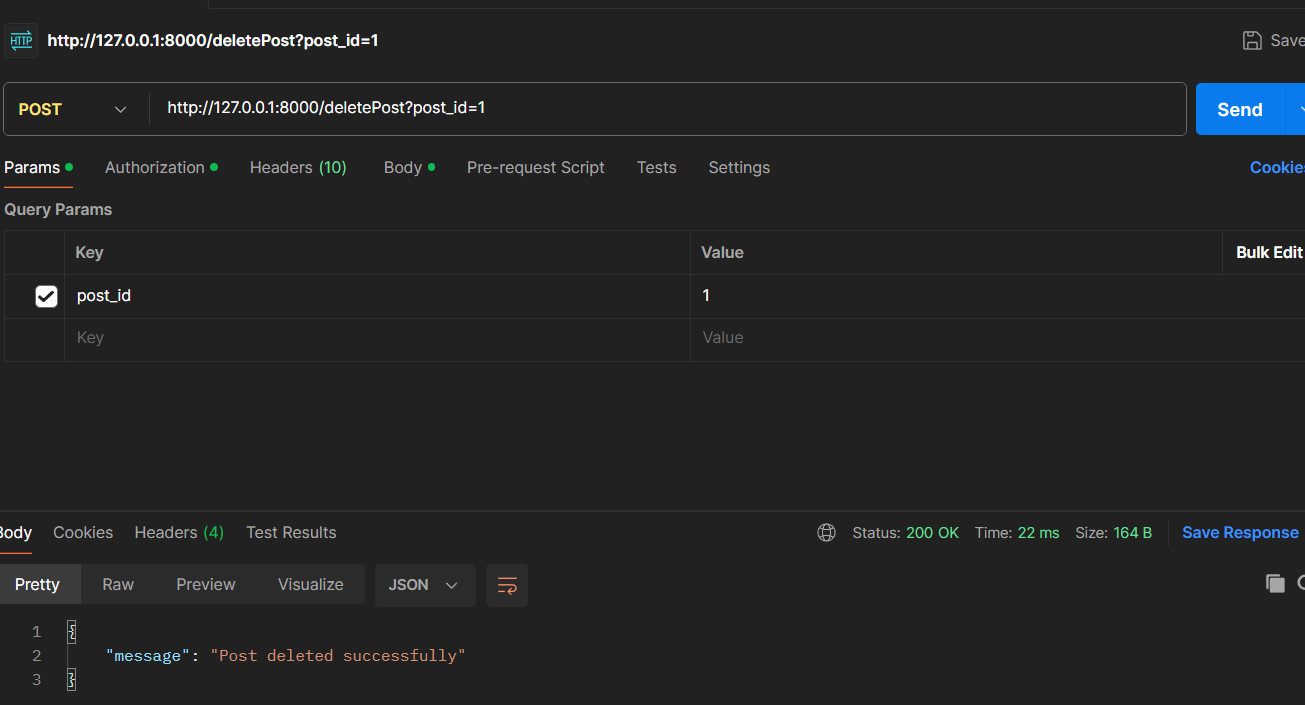 HTTP http://127.0.0.1:8000/deletePost?post_id=1 Save
POST http://127.0.0.1:8000/deletePost?post_id=1 Send
Params Authorization Headers (10) Body Pre-request Script Tests Settings Cookies
Query Params
Key Value Bulk Edit
post_id 1
Key Value
Body Cookies Headers (4) Test Results Status: 200 OK Time: 22 ms Size: 164 B Save Response
Pretty Raw Preview Visualize JSON
1 {
2 "message": "Post deleted successfully"
3 }